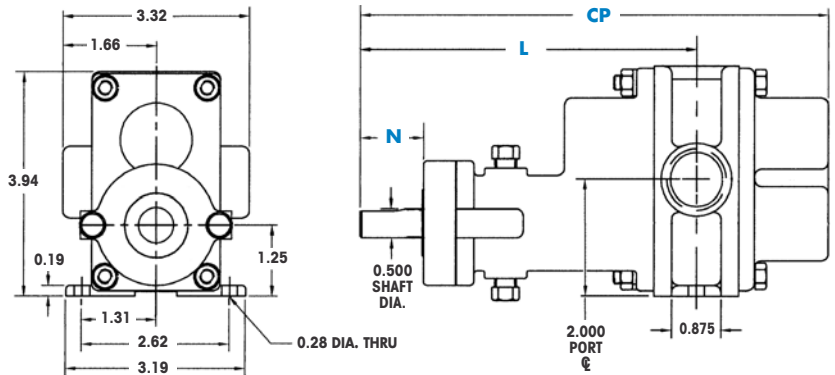 3.32
1.66
3.94
0.19
1.25
1.31
0.28 DIA. THRU
2.62
3.19
CP
L
N
0.500
SHAFT
DIA.
2.000
PORT
℄
0.875